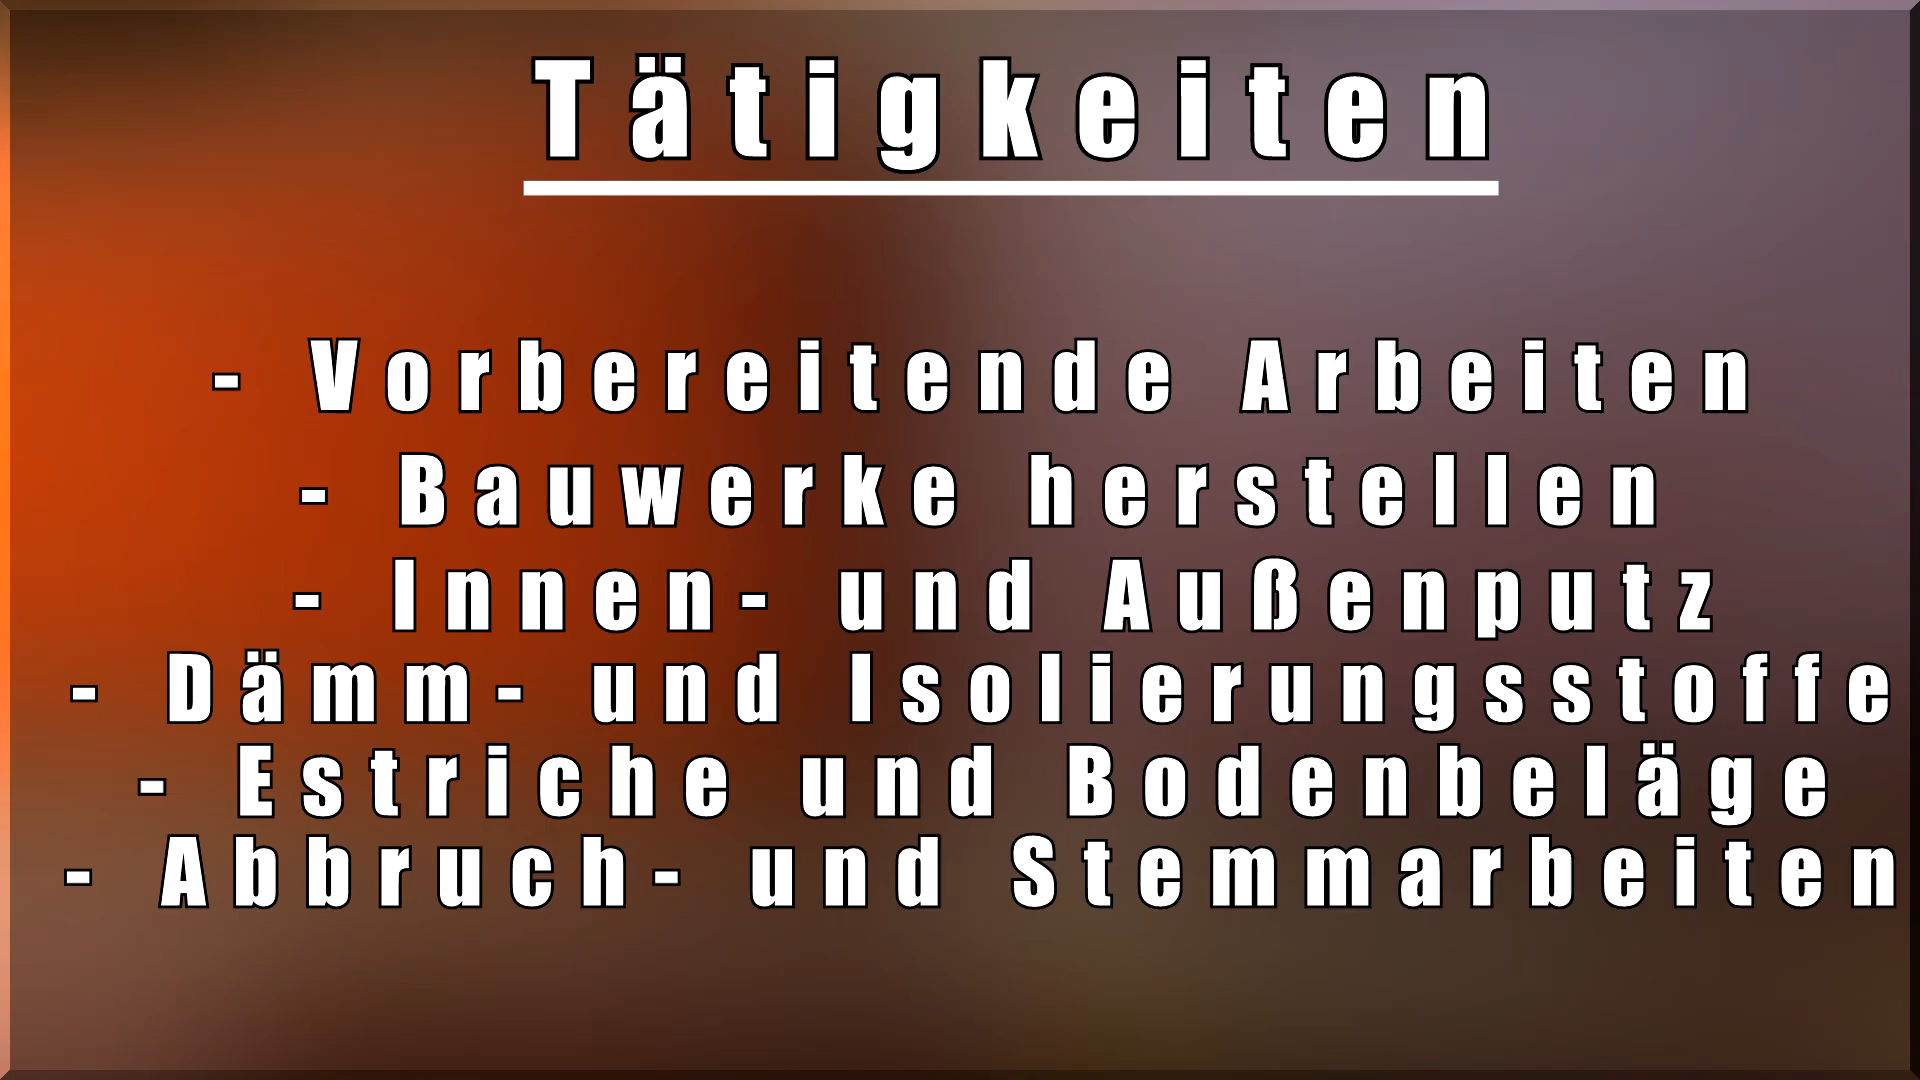 Tätigkeiten
- Vorbereitende Arbeiten
- Bauwerke herstellen
- Innen- und Außenputz
- Dämm- und Isolierungsstoffe
- Estriche und Bodenbeläge
- Abbruch- und Stemmarbeiten